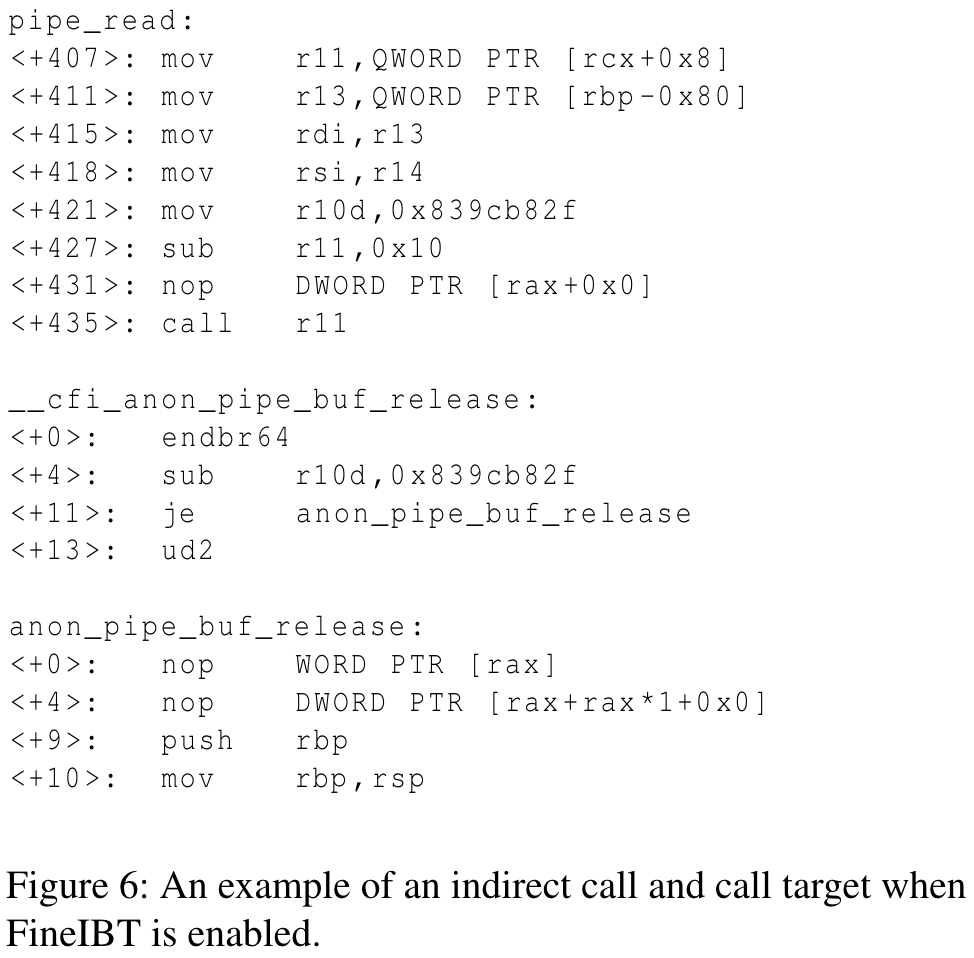 pipe_read:
<+407>: mov r11,QWORD PTR [rcx+0x8]
<+411>: mov r13,QWORD PTR [rbp-0x80]
<+415>: mov rdi,r13
<+418>: mov rsi,r14
<+421>: mov r10d,0x839cb82f
<+427>: sub r11,0x10
<+431>: nop DWORD PTR [rax+0x0]
<+435>: call r11
__cfi_anon_pipe_buf_release:
<+0>: endbr64
<+4>: sub r10d,0x839cb82f
<+11>: je anon_pipe_buf_release
<+13>: ud2
anon_pipe_buf_release:
<+0>: nop WORD PTR [rax]
<+4>: nop DWORD PTR [rax+rax*1+0x0]
<+9>: push rbp
<+10>: mov rbp,rsp
Figure 6: An example of an indirect call and call target when
FineIBT is enabled.